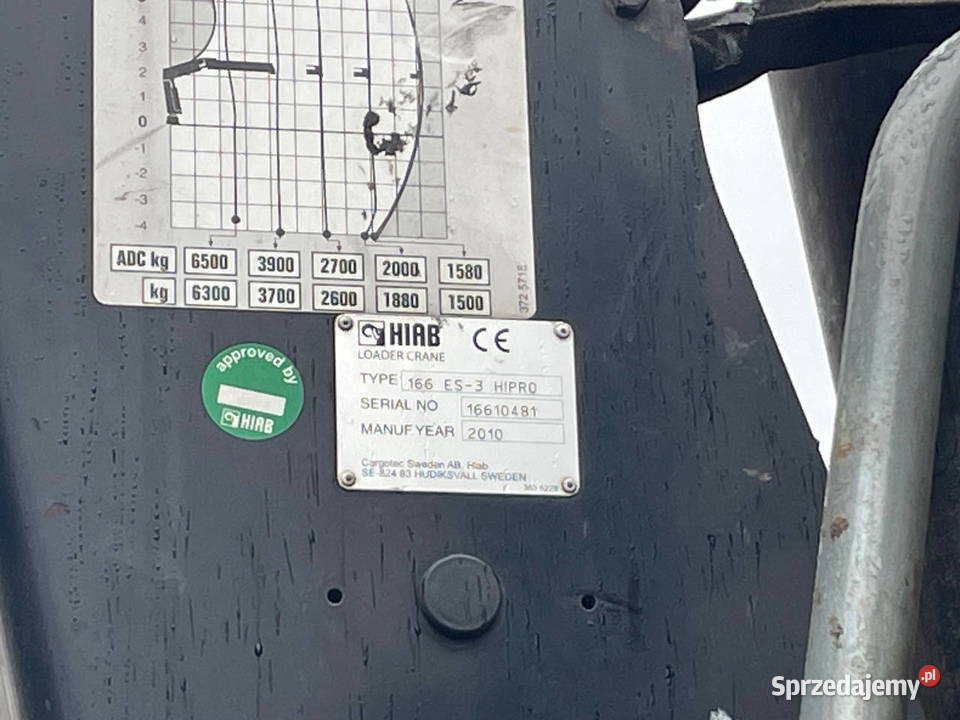 3
2
1
0
-1
-2
-3
-4
ADC kg 6500 3900 2700 2000 1580
kg 6300 3700 2600 1880 1500
372 5718
approved by
HIAB
HIAB CE
LOADER CRANE
TYPE 166 ES-3 HIPRO
SERIAL NO 16610481
MANUF YEAR 2010
Cargotec Sweden AB, Hiab
SE-824 83 HUDIKSVALL SWEDEN
Sprzedajemy.pl